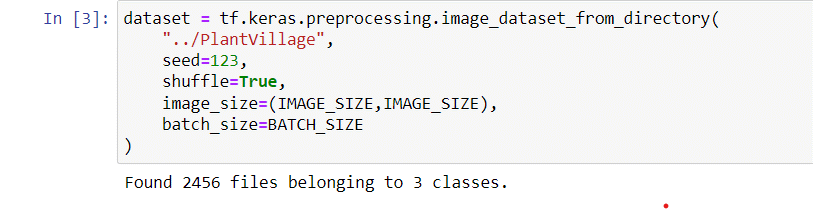 In [3]: dataset = tf.keras.preprocessing.image_dataset_from_directory(
    "../PlantVillage",
    seed=123,
    shuffle=True,
    image_size=(IMAGE_SIZE,IMAGE_SIZE),
    batch_size=BATCH_SIZE
)
Found 2456 files belonging to 3 classes.